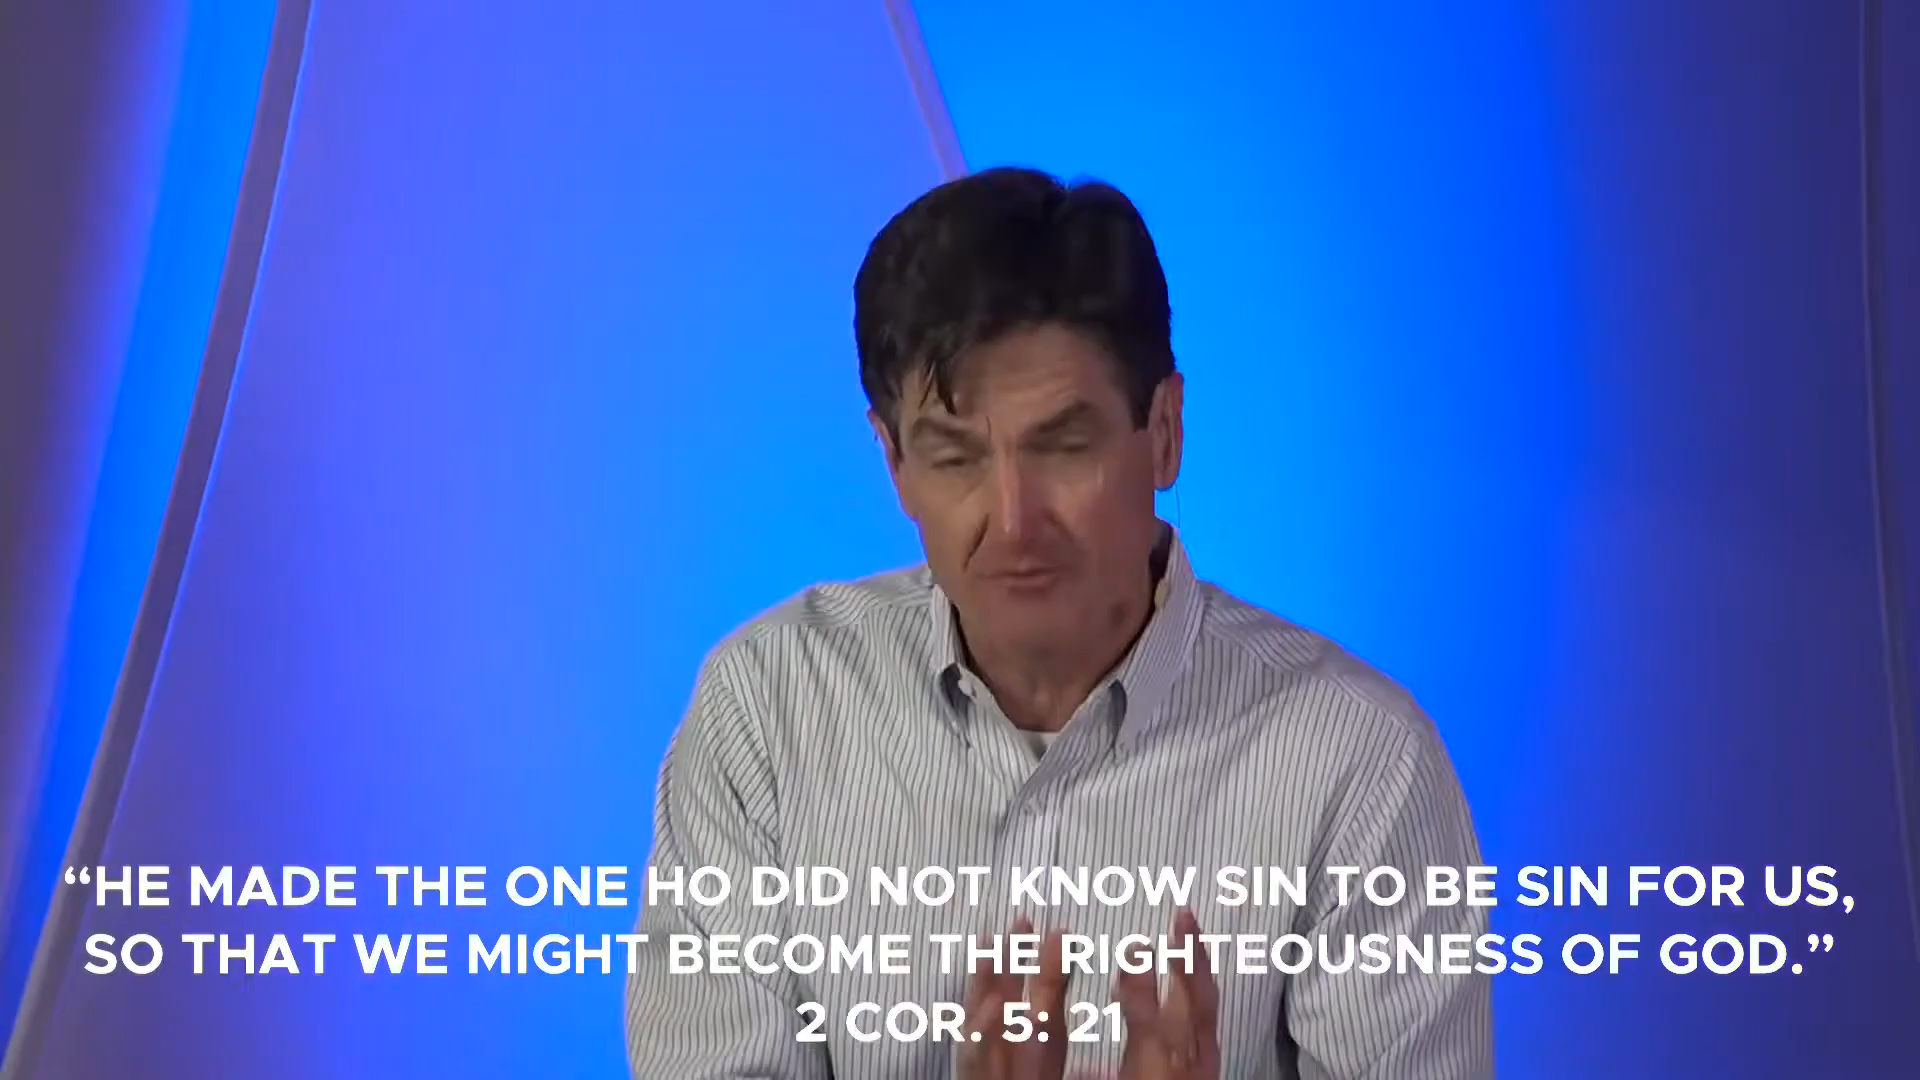 “HE MADE THE ONE HO DID NOT KNOW SIN TO BE SIN FOR US,
SO THAT WE MIGHT BECOME THE RIGHTEOUSNESS OF GOD.”
2 COR. 5: 21